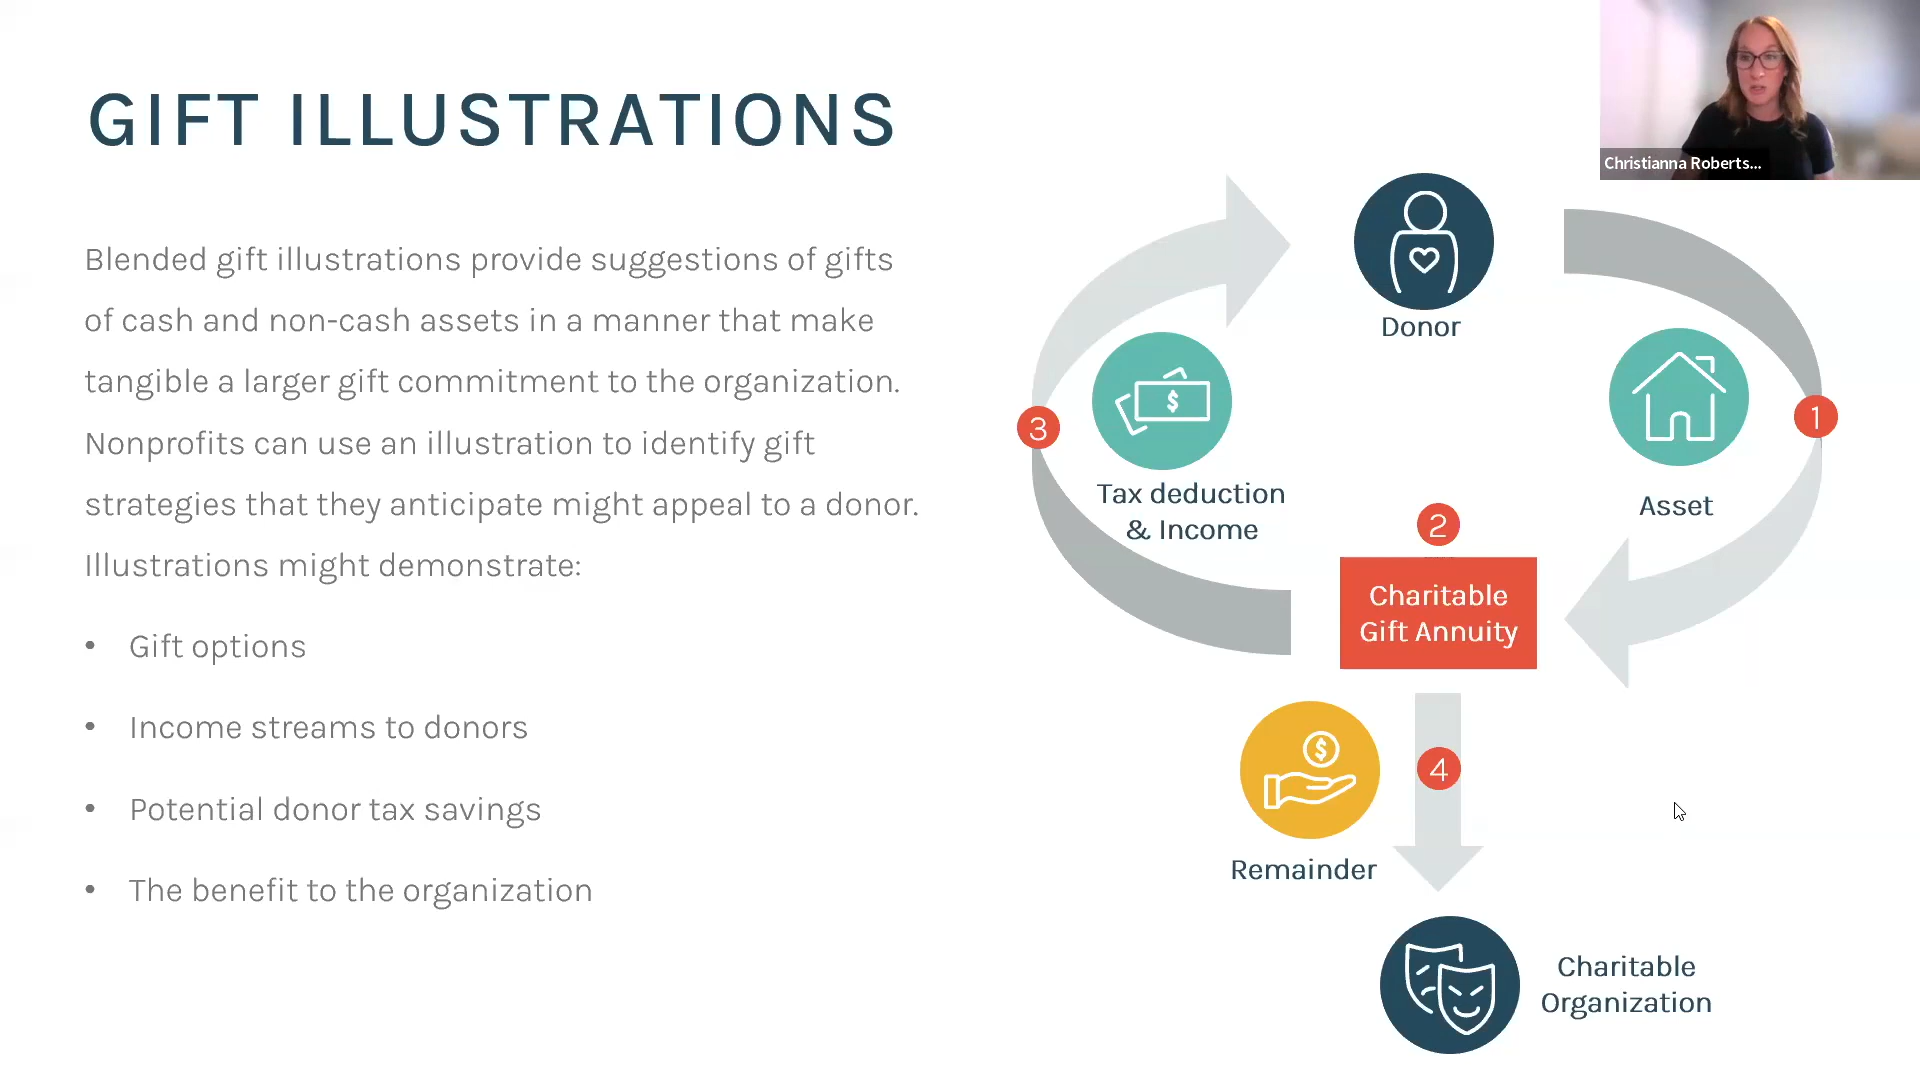 GIFT ILLUSTRATIONS
Christianna Roberts...
Blended gift illustrations provide suggestions of gifts
of cash and non-cash assets in a manner that make
tangible a larger gift commitment to the organization.
Nonprofits can use an illustration to identify gift
strategies that they anticipate might appeal to a donor.
Illustrations might demonstrate:
• Gift options
• Income streams to donors
• Potential donor tax savings
• The benefit to the organization
Donor
1
Asset
2
Charitable
Gift Annuity
3
$
Tax deduction
& Income
4
$
Remainder
Charitable
Organization